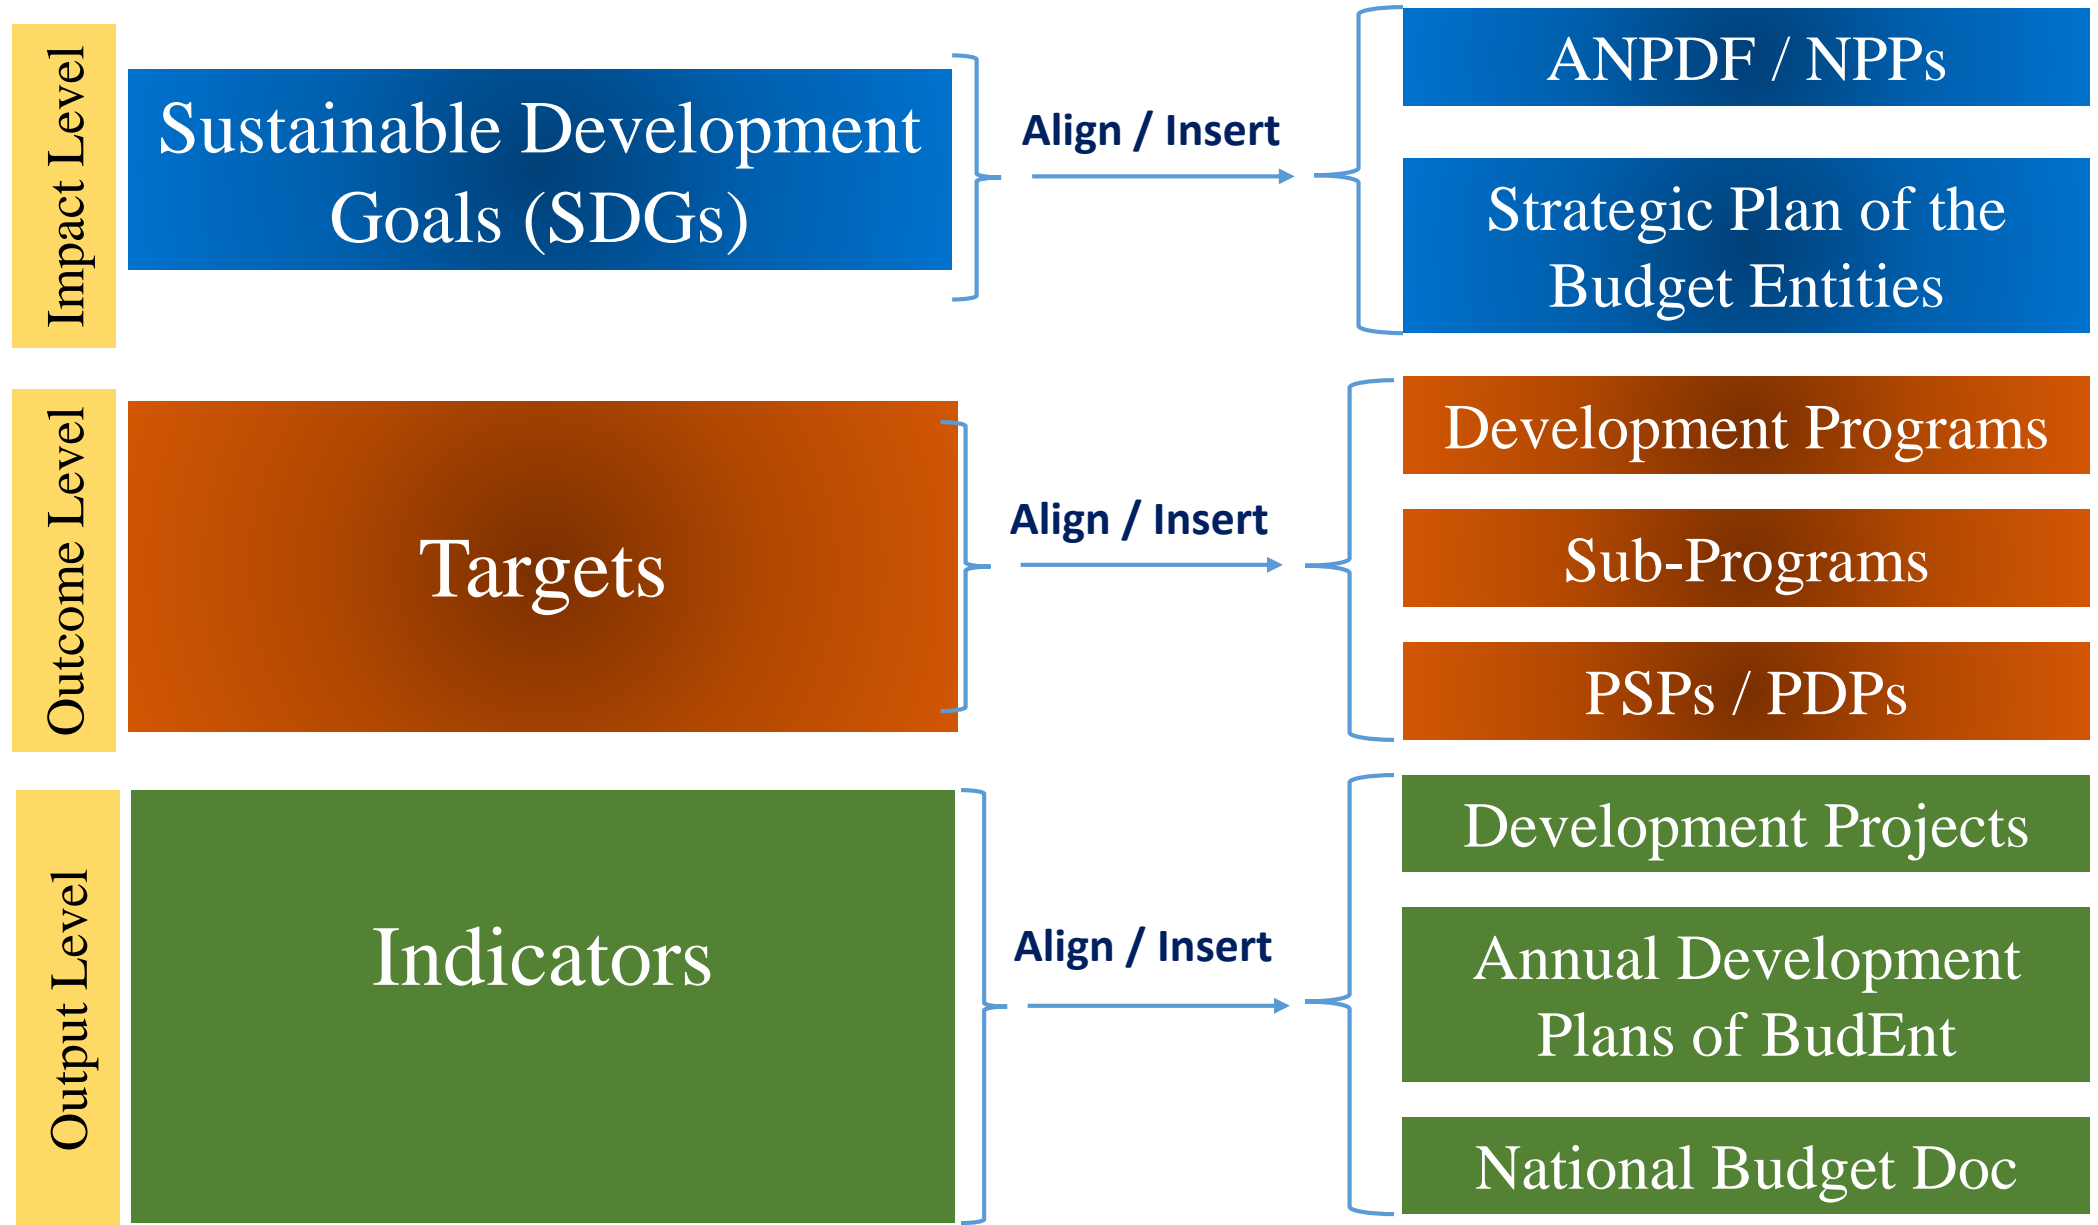 Impact Level
Sustainable Development
Goals (SDGs)
Align / Insert
ANPDF / NPPs
Strategic Plan of the
Budget Entities
Outcome Level
Targets
Align / Insert
Development Programs
Sub-Programs
PSPs / PDPs
Output Level
Indicators
Align / Insert
Development Projects
Annual Development
Plans of BudEnt
National Budget Doc